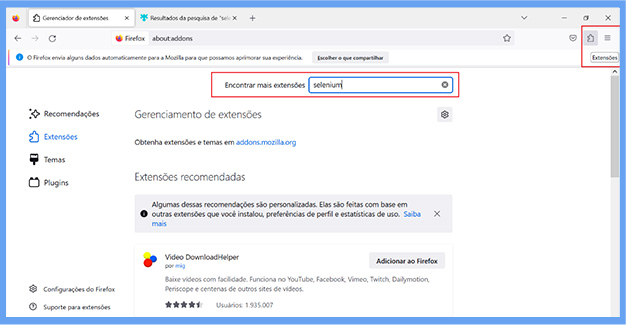 Gerenciador de extensões
Resultados da pesquisa de "sele
Firefox
about:addons
O Firefox envia alguns dados automaticamente para a Mozilla para que possamos aprimorar sua experiência.
Escolher o que compartilhar
Extensões
Encontrar mais extensões
selenium
Recomendações
Extensões
Temas
Plugins
Gerenciamento de extensões
Obtenha extensões e temas em addons.mozilla.org
Extensões recomendadas
Algumas dessas recomendações são personalizadas. Elas são feitas com base em
outras extensões que você instalou, preferências de perfil e estatísticas de uso. Saiba
mais
Video DownloadHelper
por mig
Adicionar ao Firefox
Baixe vídeos com facilidade. Funciona no YouTube, Facebook, Vimeo, Twitch, Dailymotion,
Periscope e centenas de outros sites de vídeos.
Usuários: 1.935.007
Configurações do Firefox
Suporte para extensões